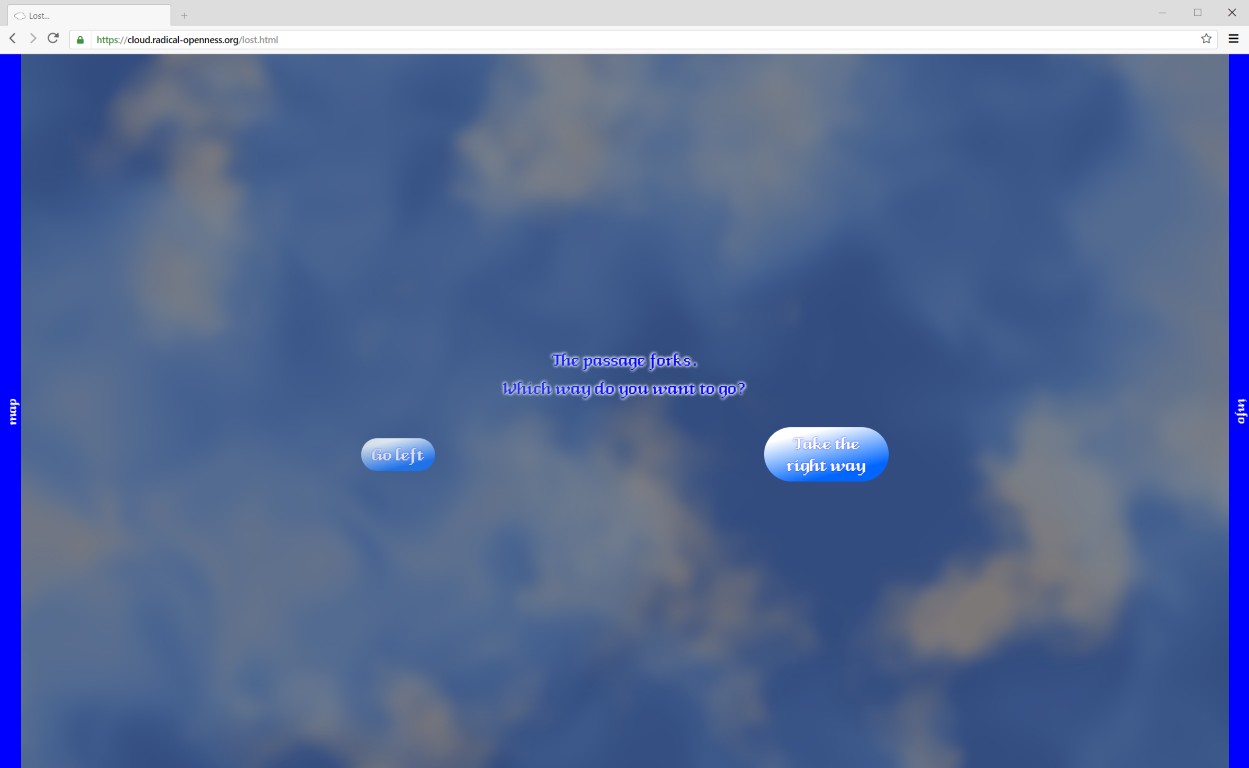 Lost...
https://cloud.radical-openness.org/lost.html
map
The passage forks.
Which way do you want to go?
Go left
Take the
right way
info